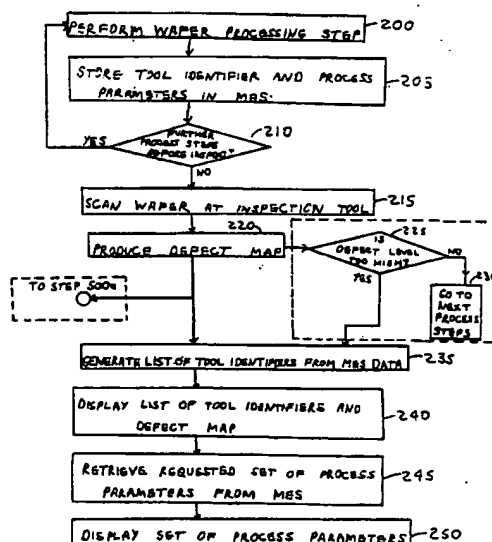 PERFORM WAFER PROCESSING STEP
200
STORE TOOL IDENTIFIER AND PROCESS
PARAMETERS IN MES.
205
FURTHER
PROCESS STEPS
BEFORE INSPECT?
210
YES
NO
SCAN WAFER AT INSPECTION TOOL
215
220
PRODUCE DEFECT MAP
225
IS
DEFECT LEVEL
TOO HIGH?
NO
YES
230
GO TO
NEXT
PROCESS
STEPS
TO STEP 500a
GENERATE LIST OF TOOL IDENTIFIERS FROM MES DATA
235
DISPLAY LIST OF TOOL IDENTIFIERS AND
DEFECT MAP
240
RETRIEVE REQUESTED SET OF PROCESS
PARAMETERS FROM MES
245
DISPLAY SET OF PROCESS PARAMETERS
250